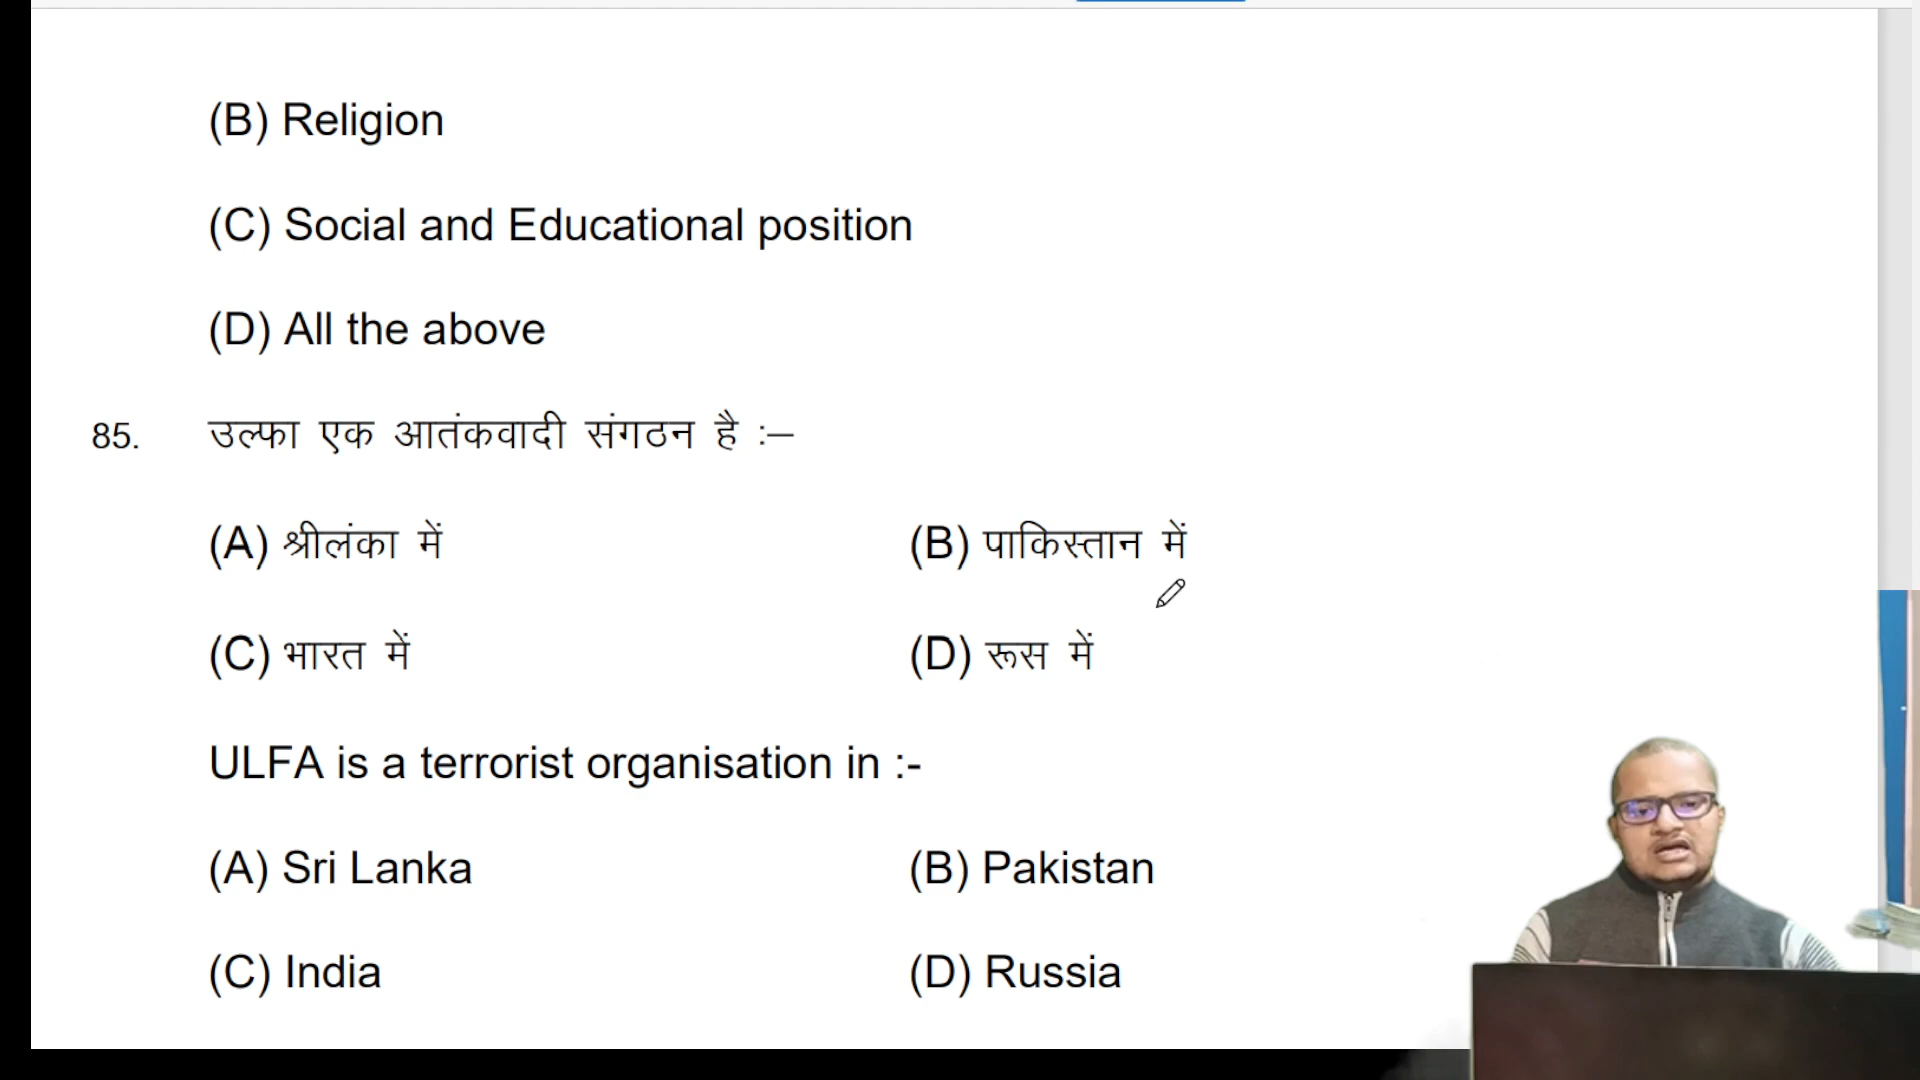 (B) Religion
(C) Social and Educational position
(D) All the above
85. उल्फा एक आतंकवादी संगठन है :–
(A) श्रीलंका में (B) पाकिस्तान में
(C) भारत में (D) रूस में
ULFA is a terrorist organisation in :-
(A) Sri Lanka (B) Pakistan
(C) India (D) Russia